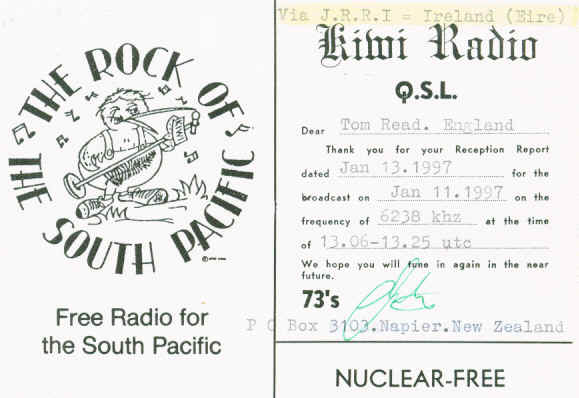 THE ROCK OF
THE SOUTH PACIFIC
Free Radio for
the South Pacific
Via J.R.R.I = Ireland (Eire)
Kiwi Radio
Q.S.L.
Dear Tom Read. England
Thank you for your Reception Report
dated Jan 13.1997 for the
broadcast on Jan 11.1997 on the
frequency of 6238 khz at the time
of 13.06-13.25 utc
We hope you will tune in again in the near
future.
73's
P O Box 3103.Napier.New Zealand
NUCLEAR-FREE